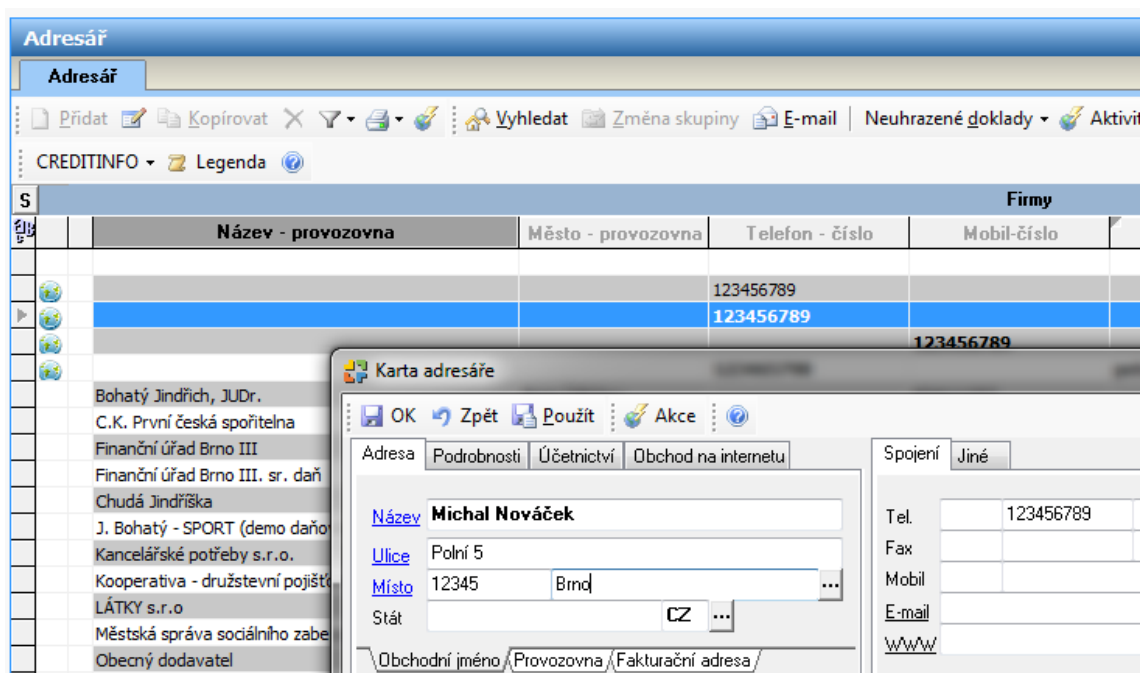 Adresář
Adresář
Přidat Kopírovat Vyhledat Změna skupiny E-mail Neuhrazené doklady Aktivit
CREDITINFO Legenda
S Firmy
Název - provozovna Město - provozovna Telefon - číslo Mobil-číslo
123456789
123456789
123456789
Bohatý Jindřich, JUDr.
C.K. První česká spořitelna
Finanční úřad Brno III
Finanční úřad Brno III. sr. daň
Chudá Jindřiška
J. Bohatý - SPORT (demo daňov
Kancelářské potřeby s.r.o.
Kooperativa - družstevní pojišťo
LÁTKY s.r.o
Městská správa sociálního zabe
Obecný dodavatel
Karta adresáře
OK Zpět Použít Akce
Adresa Podrobnosti Účetnictví Obchod na internetu
Název Michal Nováček
Ulice Polní 5
Místo 12345 Brno ...
Stát CZ ...
Obchodní jméno Provozovna Fakturační adresa
Spojení Jiné
Tel. 123456789
Fax
Mobil
E-mail
WWW